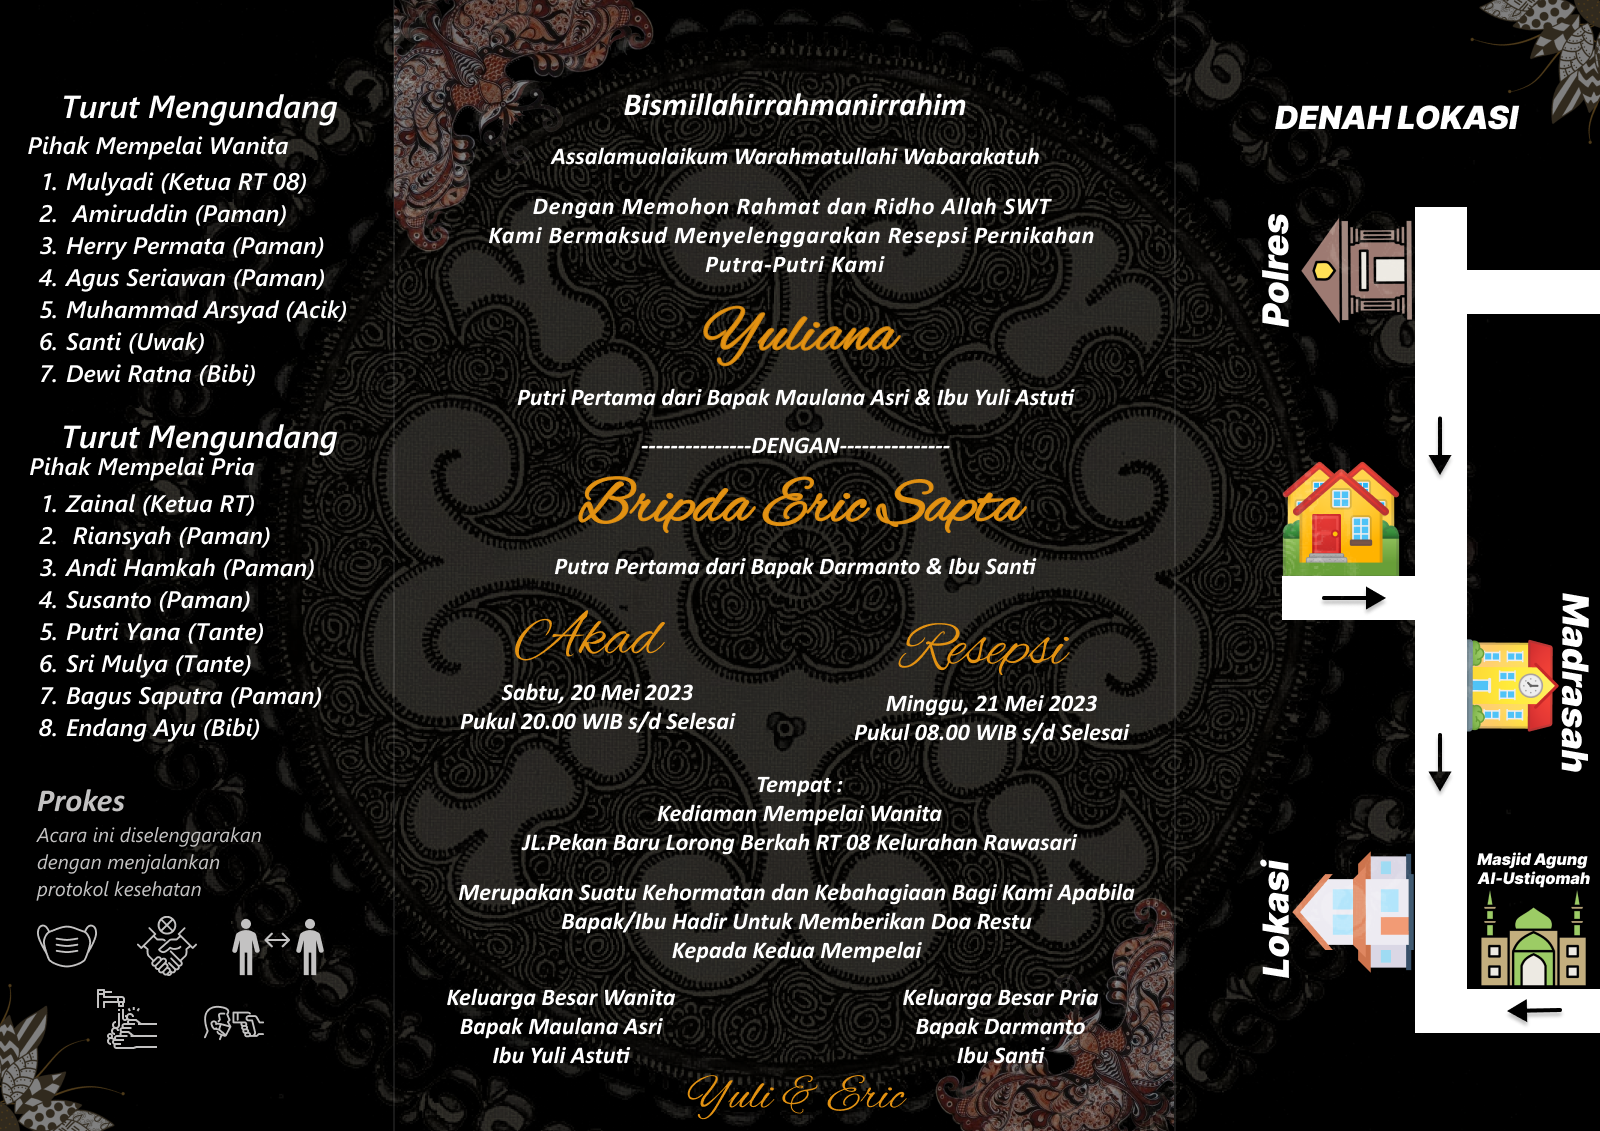 Turut Mengundang
Pihak Mempelai Wanita
1. Mulyadi (Ketua RT 08)
2. Amiruddin (Paman)
3. Herry Permata (Paman)
4. Agus Seriawan (Paman)
5. Muhammad Arsyad (Acik)
6. Santi (Uwak)
7. Dewi Ratna (Bibi)
Turut Mengundang
Pihak Mempelai Pria
1. Zainal (Ketua RT)
2. Riansyah (Paman)
3. Andi Hamkah (Paman)
4. Susanto (Paman)
5. Putri Yana (Tante)
6. Sri Mulya (Tante)
7. Bagus Saputra (Paman)
8. Endang Ayu (Bibi)
Prokes
Acara ini diselenggarakan
dengan menjalankan
protokol kesehatan
Bismillahirrahmanirrahim
Assalamualaikum Warahmatullahi Wabarakatuh
Dengan Memohon Rahmat dan Ridho Allah SWT
Kami Bermaksud Menyelenggarakan Resepsi Pernikahan
Putra-Putri Kami
Yuliana
Putri Pertama dari Bapak Maulana Asri & Ibu Yuli Astuti
---------------DENGAN---------------
Bripda Eric Sapta
Putra Pertama dari Bapak Darmanto & Ibu Santi
Akad
Sabtu, 20 Mei 2023
Pukul 20.00 WIB s/d Selesai
Resepsi
Minggu, 21 Mei 2023
Pukul 08.00 WIB s/d Selesai
Tempat :
Kediaman Mempelai Wanita
JL.Pekan Baru Lorong Berkah RT 08 Kelurahan Rawasari
Merupakan Suatu Kehormatan dan Kebahagiaan Bagi Kami Apabila
Bapak/Ibu Hadir Untuk Memberikan Doa Restu
Kepada Kedua Mempelai
Keluarga Besar Wanita
Bapak Maulana Asri
Ibu Yuli Astuti
Keluarga Besar Pria
Bapak Darmanto
Ibu Santi
Yuli & Eric
DENAH LOKASI
Polres
Madrasah
Lokasi
Masjid Agung
Al-Ustiqomah